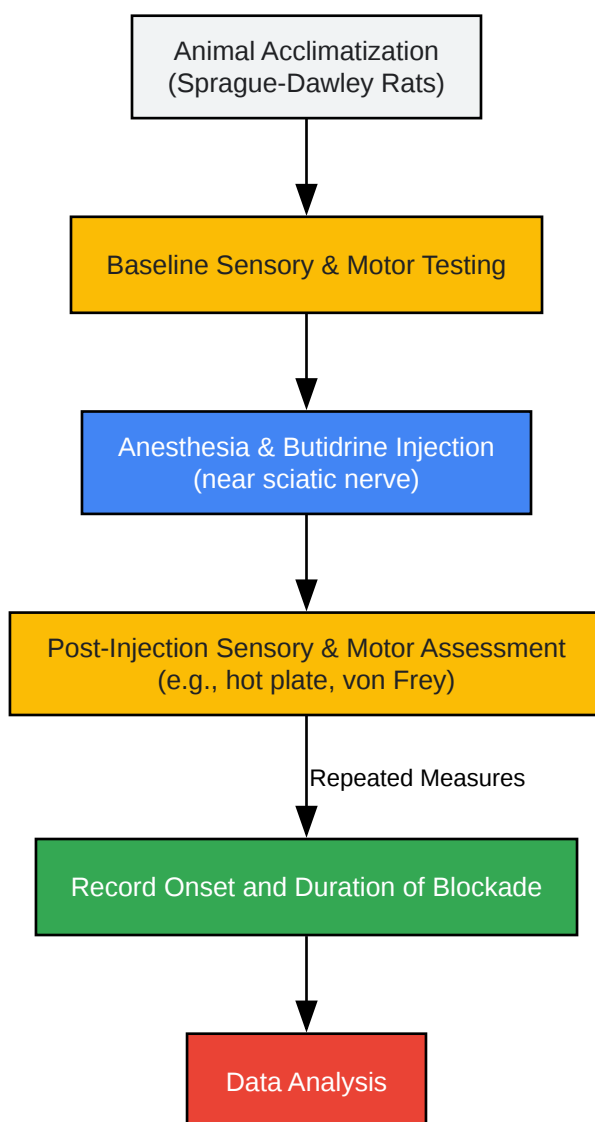 Animal Acclimatization
(Sprague-Dawley Rats)
Baseline Sensory & Motor Testing
Anesthesia & Butidrine Injection
(near sciatic nerve)
Post-Injection Sensory & Motor Assessment
(e.g., hot plate, von Frey)
Repeated Measures
Record Onset and Duration of Blockade
Data Analysis